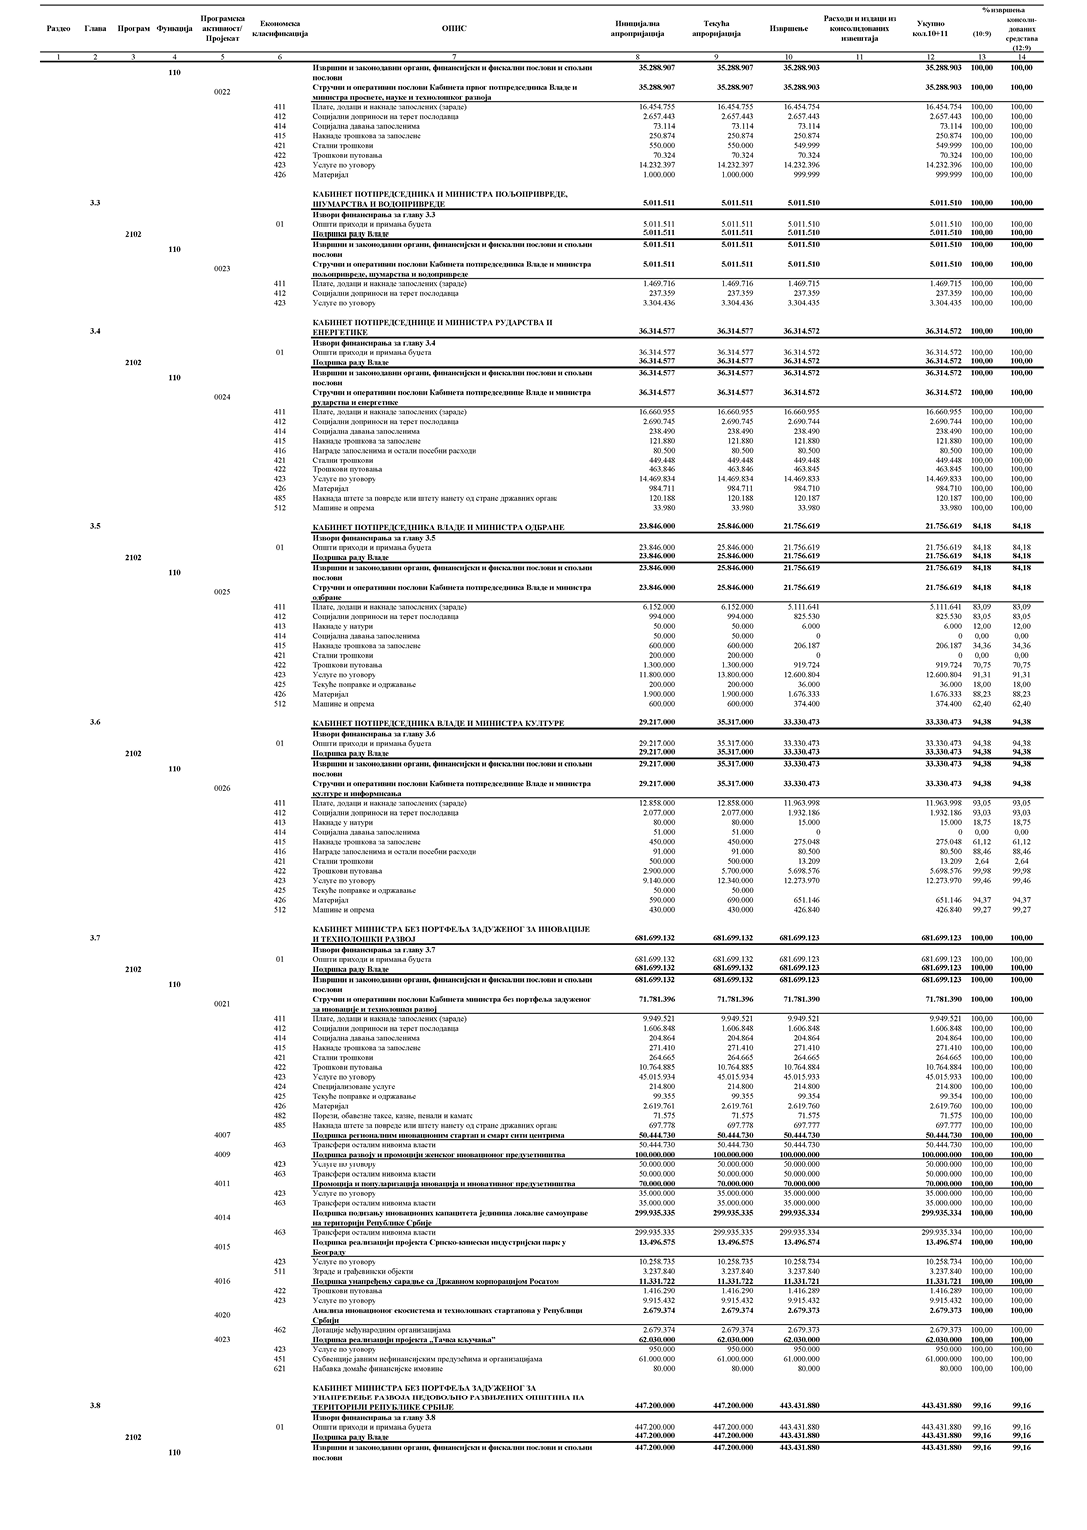 Раздео Глава Програм Функција Програмска активност/ Пројекат Економска класификација ОПИС Иницијална апропријација Текућа апропријација Извршење Расходи и издаци из консолидованих извештаја Укупно кол.10+11 % извршења (10:9) консоли-дованих средстава (12:9)
1 2 3 4 5 6 7 8 9 10 11 12 13 14
110 Извршни и законодавни органи, финансијски и фискални послови и спољни послови 35.288.907 35.288.907 35.288.903 35.288.903 100,00 100,00
0022 Стручни и оперативни послови Кабинета првог потпредседника Владе и министра просвете, науке и технолошког развоја 35.288.907 35.288.907 35.288.903 35.288.903 100,00 100,00
411 Плате, додаци и накнаде запослених (зараде) 16.454.755 16.454.755 16.454.754 16.454.754 100,00 100,00
412 Социјални доприноси на терет послодавца 2.657.443 2.657.443 2.657.443 2.657.443 100,00 100,00
414 Социјална давања запосленима 73.114 73.114 73.114 73.114 100,00 100,00
415 Накнаде трошкова за запослене 250.874 250.874 250.874 250.874 100,00 100,00
421 Стални трошкови 550.000 550.000 549.999 549.999 100,00 100,00
422 Трошкови путовања 70.324 70.324 70.324 70.324 100,00 100,00
423 Услуге по уговору 14.232.397 14.232.397 14.232.396 14.232.396 100,00 100,00
426 Материјал 1.000.000 1.000.000 999.999 999.999 100,00 100,00
3.3 КАБИНЕТ ПОТПРЕДСЕДНИКА И МИНИСТРА ПОЉОПРИВРЕДЕ, ШУМАРСТВА И ВОДОПРИВРЕДЕ 5.011.511 5.011.511 5.011.510 5.011.510 100,00 100,00
Извори финансирања за главу 3.3
01 Општи приходи и примања буџета 5.011.511 5.011.511 5.011.510 5.011.510 100,00 100,00
2102 Подршка раду Владе 5.011.511 5.011.511 5.011.510 5.011.510 100,00 100,00
110 Извршни и законодавни органи, финансијски и фискални послови и спољни послови 5.011.511 5.011.511 5.011.510 5.011.510 100,00 100,00
0023 Стручни и оперативни послови Кабинета потпредседника Владе и министра пољопривреде, шумарства и водопривреде 5.011.511 5.011.511 5.011.510 5.011.510 100,00 100,00
411 Плате, додаци и накнаде запослених (зараде) 1.469.716 1.469.716 1.469.715 1.469.715 100,00 100,00
412 Социјални доприноси на терет послодавца 237.359 237.359 237.359 237.359 100,00 100,00
423 Услуге по уговору 3.304.436 3.304.436 3.304.435 3.304.435 100,00 100,00
3.4 КАБИНЕТ ПОТПРЕДСЕДНИЦЕ И МИНИСТРА РУДАРСТВА И ЕНЕРГЕТИКЕ 36.314.577 36.314.577 36.314.572 36.314.572 100,00 100,00
Извори финансирања за главу 3.4
01 Општи приходи и примања буџета 36.314.577 36.314.577 36.314.572 36.314.572 100,00 100,00
2102 Подршка раду Владе 36.314.577 36.314.577 36.314.572 36.314.572 100,00 100,00
110 Извршни и законодавни органи, финансијски и фискални послови и спољни послови 36.314.577 36.314.577 36.314.572 36.314.572 100,00 100,00
0024 Стручни и оперативни послови Кабинета потпредседнице Владе и министра рударства и енергетике 36.314.577 36.314.577 36.314.572 36.314.572 100,00 100,00
411 Плате, додаци и накнаде запослених (зараде) 16.660.955 16.660.955 16.660.955 16.660.955 100,00 100,00
412 Социјални доприноси на терет послодавца 2.690.745 2.690.745 2.690.744 2.690.744 100,00 100,00
414 Социјална давања запосленима 238.490 238.490 238.490 238.490 100,00 100,00
415 Накнаде трошкова за запослене 121.880 121.880 121.880 121.880 100,00 100,00
416 Награде запосленима и остали посебни расходи 80.500 80.500 80.500 80.500 100,00 100,00
421 Стални трошкови 449.448 449.448 449.448 449.448 100,00 100,00
422 Трошкови путовања 463.846 463.846 463.845 463.845 100,00 100,00
423 Услуге по уговору 14.469.834 14.469.834 14.469.833 14.469.833 100,00 100,00
426 Материјал 984.711 984.711 984.710 984.710 100,00 100,00
485 Накнада штете за повреде или штету нанету од стране државних орган: 120.188 120.188 120.187 120.187 100,00 100,00
512 Машине и опрема 33.980 33.980 33.980 33.980 100,00 100,00
3.5 КАБИНЕТ ПОТПРЕДСЕДНИКА ВЛАДЕ И МИНИСТРА ОДБРАНЕ 23.846.000 25.846.000 21.756.619 21.756.619 84,18 84,18
Извори финансирања за главу 3.5
01 Општи приходи и примања буџета 23.846.000 25.846.000 21.756.619 21.756.619 84,18 84,18
2102 Подршка раду Владе 23.846.000 25.846.000 21.756.619 21.756.619 84,18 84,18
110 Извршни и законодавни органи, финансијски и фискални послови и спољни послови 23.846.000 25.846.000 21.756.619 21.756.619 84,18 84,18
0025 Стручни и оперативни послови Кабинета потпредседника Владе и министра одбране 23.846.000 25.846.000 21.756.619 21.756.619 84,18 84,18
411 Плате, додаци и накнаде запослених (зараде) 6.152.000 6.152.000 5.111.641 5.111.641 83,09 83,09
412 Социјални доприноси на терет послодавца 994.000 994.000 825.530 825.530 83,05 83,05
413 Накнаде у натури 50.000 50.000 6.000 6.000 12,00 12,00
414 Социјална давања запосленима 50.000 50.000 0 0 0,00 0,00
415 Накнаде трошкова за запослене 600.000 600.000 206.187 206.187 34,36 34,36
421 Стални трошкови 200.000 200.000 0 0 0,00 0,00
422 Трошкови путовања 1.300.000 1.300.000 919.724 919.724 70,75 70,75
423 Услуге по уговору 11.800.000 13.800.000 12.600.804 12.600.804 91,31 91,31
425 Текуће поправке и одржавање 200.000 200.000 36.000 36.000 18,00 18,00
426 Материјал 1.900.000 1.900.000 1.676.333 1.676.333 88,23 88,23
512 Машине и опрема 600.000 600.000 374.400 374.400 62,40 62,40
3.6 КАБИНЕТ ПОТПРЕДСЕДНИКА ВЛАДЕ И МИНИСТРА КУЛТУРЕ 29.217.000 35.317.000 33.330.473 33.330.473 94,38 94,38
Извори финансирања за главу 3.6
01 Општи приходи и примања буџета 29.217.000 35.317.000 33.330.473 33.330.473 94,38 94,38
2102 Подршка раду Владе 29.217.000 35.317.000 33.330.473 33.330.473 94,38 94,38
110 Извршни и законодавни органи, финансијски и фискални послови и спољни послови 29.217.000 35.317.000 33.330.473 33.330.473 94,38 94,38
0026 Стручни и оперативни послови Кабинета потпредседнице Владе и министра културе и информисања 29.217.000 35.317.000 33.330.473 33.330.473 94,38 94,38
411 Плате, додаци и накнаде запослених (зараде) 12.858.000 12.858.000 11.963.998 11.963.998 93,05 93,05
412 Социјални доприноси на терет послодавца 2.077.000 2.077.000 1.932.186 1.932.186 93,03 93,03
413 Накнаде у натури 80.000 80.000 15.000 15.000 18,75 18,75
414 Социјална давања запосленима 51.000 51.000 0 0 0,00 0,00
415 Накнаде трошкова за запослене 450.000 450.000 275.048 275.048 61,12 61,12
416 Награде запосленима и остали посебни расходи 91.000 91.000 80.500 80.500 88,46 88,46
421 Стални трошкови 500.000 500.000 13.209 13.209 2,64 2,64
422 Трошкови путовања 2.900.000 5.700.000 5.698.576 5.698.576 99,98 99,98
423 Услуге по уговору 9.140.000 12.340.000 12.273.970 12.273.970 99,46 99,46
425 Текуће поправке и одржавање 50.000 50.000
426 Материјал 590.000 690.000 651.146 651.146 94,37 94,37
512 Машине и опрема 430.000 430.000 426.840 426.840 99,27 99,27
3.7 КАБИНЕТ МИНИСТРА БЕЗ ПОРТФЕЉА ЗАДУЖЕНОГ ЗА ИНОВАЦИЈЕ И ТЕХНОЛОШКИ РАЗВОЈ 681.699.132 681.699.132 681.699.123 681.699.123 100,00 100,00
Извори финансирања за главу 3.7
01 Општи приходи и примања буџета 681.699.132 681.699.132 681.699.123 681.699.123 100,00 100,00
2102 Подршка раду Владе 681.699.132 681.699.132 681.699.123 681.699.123 100,00 100,00
110 Извршни и законодавни органи, финансијски и фискални послови и спољни послови 681.699.132 681.699.132 681.699.123 681.699.123 100,00 100,00
0021 Стручни и оперативни послови Кабинета министра без портфеља задуженог за иновације и технолошки развој 71.781.396 71.781.396 71.781.390 71.781.390 100,00 100,00
411 Плате, додаци и накнаде запослених (зараде) 9.949.521 9.949.521 9.949.521 9.949.521 100,00 100,00
412 Социјални доприноси на терет послодавца 1.606.848 1.606.848 1.606.848 1.606.848 100,00 100,00
414 Социјална давања запосленима 204.864 204.864 204.864 204.864 100,00 100,00
415 Накнаде трошкова за запослене 271.410 271.410 271.410 271.410 100,00 100,00
421 Стални трошкови 264.665 264.665 264.665 264.665 100,00 100,00
422 Трошкови путовања 10.764.885 10.764.885 10.764.884 10.764.884 100,00 100,00
423 Услуге по уговору 45.015.934 45.015.934 45.015.933 45.015.933 100,00 100,00
424 Специјализоване услуге 214.800 214.800 214.800 214.800 100,00 100,00
425 Текуће поправке и одржавање 99.355 99.355 99.354 99.354 100,00 100,00
426 Материјал 2.619.761 2.619.761 2.619.760 2.619.760 100,00 100,00
482 Порези, обавезне таксе, казне, пенали и камате 71.575 71.575 71.575 71.575 100,00 100,00
485 Накнада штете за повреде или штету нанету од стране државних орган: 697.778 697.778 697.777 697.777 100,00 100,00
4007 Подршка регионалним иновационим стартап и смарт сити центрима 50.444.730 50.444.730 50.444.730 50.444.730 100,00 100,00
463 Трансфери осталим нивоима власти 50.444.730 50.444.730 50.444.730 50.444.730 100,00 100,00
4009 Подршка развоју и промоцији женског иновационог предузетништва 100.000.000 100.000.000 100.000.000 100.000.000 100,00 100,00
423 Услуге по уговору 50.000.000 50.000.000 50.000.000 50.000.000 100,00 100,00
463 Трансфери осталим нивоима власти 50.000.000 50.000.000 50.000.000 50.000.000 100,00 100,00
4011 Промоција и популаризација иновација и иновативног предузетништва 70.000.000 70.000.000 70.000.000 70.000.000 100,00 100,00
423 Услуге по уговору 35.000.000 35.000.000 35.000.000 35.000.000 100,00 100,00
463 Трансфери осталим нивоима власти 35.000.000 35.000.000 35.000.000 35.000.000 100,00 100,00
4014 Подршка подизању иновационих капацитета јединица локалне самоуправе на територији Републике Србије 299.935.335 299.935.335 299.935.334 299.935.334 100,00 100,00
463 Трансфери осталим нивоима власти 299.935.335 299.935.335 299.935.334 299.935.334 100,00 100,00
4015 Подршка реализацији пројекта Српско-кинески индустријски парк у Београду 13.496.575 13.496.575 13.496.574 13.496.574 100,00 100,00
423 Услуге по уговору 10.258.735 10.258.735 10.258.734 10.258.734 100,00 100,00
511 Зграде и грађевински објекти 3.237.840 3.237.840 3.237.840 3.237.840 100,00 100,00
4016 Подршка унапређењу сарадње са Државном корпорацијом Росатом 11.331.722 11.331.722 11.331.721 11.331.721 100,00 100,00
422 Трошкови путовања 1.416.290 1.416.290 1.416.289 1.416.289 100,00 100,00
423 Услуге по уговору 9.915.432 9.915.432 9.915.432 9.915.432 100,00 100,00
4020 Анализа иновационог екосистема и технолошких стартапова у Републици Србији 2.679.374 2.679.374 2.679.373 2.679.373 100,00 100,00
462 Дотације међународним организацијама 2.679.374 2.679.374 2.679.373 2.679.373 100,00 100,00
4023 Подршка реализацији пројекта „Тачка кључања” 62.030.000 62.030.000 62.030.000 62.030.000 100,00 100,00
423 Услуге по уговору 950.000 950.000 950.000 950.000 100,00 100,00
451 Субвенције јавним нефинансијским предузећима и организацијама 61.000.000 61.000.000 61.000.000 61.000.000 100,00 100,00
621 Набавка домаће финансијске имовине 80.000 80.000 80.000 80.000 100,00 100,00
3.8 КАБИНЕТ МИНИСТРА БЕЗ ПОРТФЕЉА ЗАДУЖЕНОГ ЗА УНАПРЕЂЕЊЕ РАЗВОЈА НЕДОВОЉНО РАЗВИЈЕНИХ ОПШТИНА НА ТЕРИТОРИЈИ РЕПУБЛИКЕ СРБИЈЕ 447.200.000 447.200.000 443.431.880 443.431.880 99,16 99,16
Извори финансирања за главу 3.8
01 Општи приходи и примања буџета 447.200.000 447.200.000 443.431.880 443.431.880 99,16 99,16
2102 Подршка раду Владе 447.200.000 447.200.000 443.431.880 443.431.880 99,16 99,16
110 Извршни и законодавни органи, финансијски и фискални послови и спољни послови 447.200.000 447.200.000 443.431.880 443.431.880 99,16 99,16